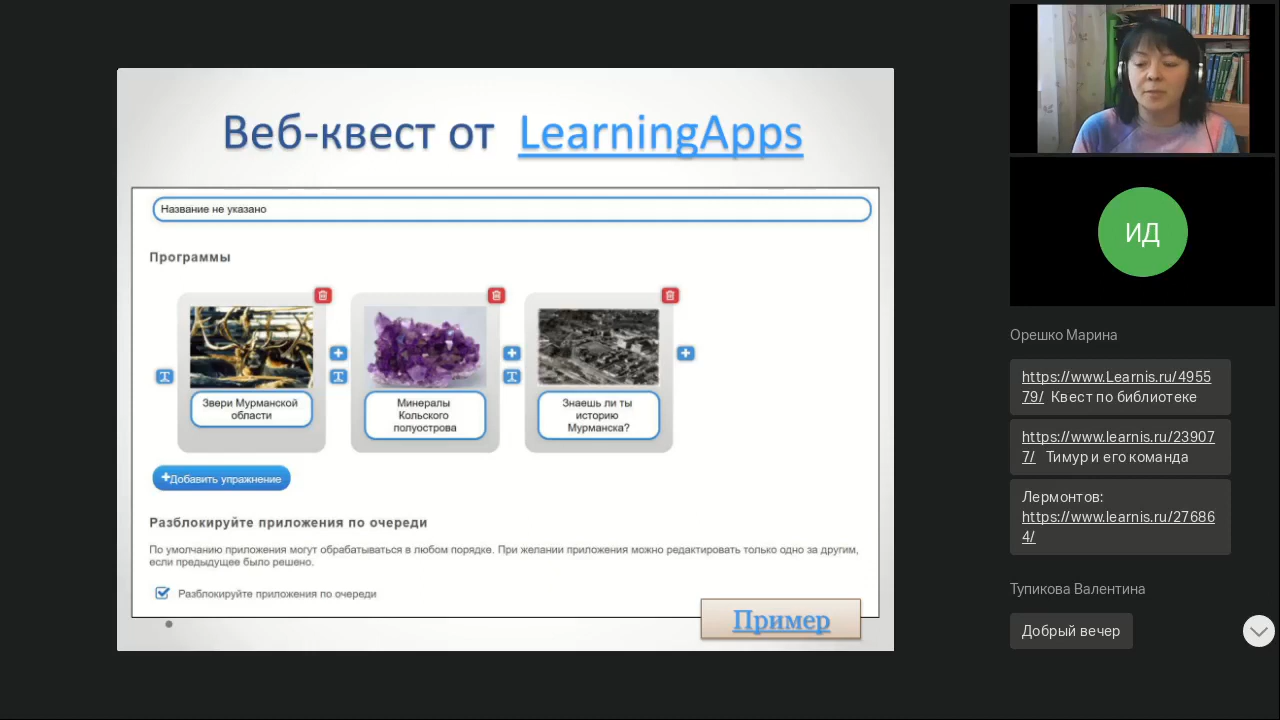 Веб-квест от LearningApps
Название не указано
Программы
Звери Мурманской
области
Минералы
Кольского
полуострова
Знаешь ли ты
историю
Мурманска?
Добавить упражнение
Разблокируйте приложения по очереди
По умолчанию приложения могут обрабатываться в любом порядке. При желании приложения можно редактировать только одно за другим,
если предыдущее было решено.
Разблокируйте приложения по очереди
Пример
ИД
Орешко Марина
https://www.Learnis.ru/4955
79/ Квест по библиотеке
https://www.learnis.ru/23907
7/ Тимур и его команда
Лермонтов:
https://www.learnis.ru/27686
4/
Тупикова Валентина
Добрый вечер